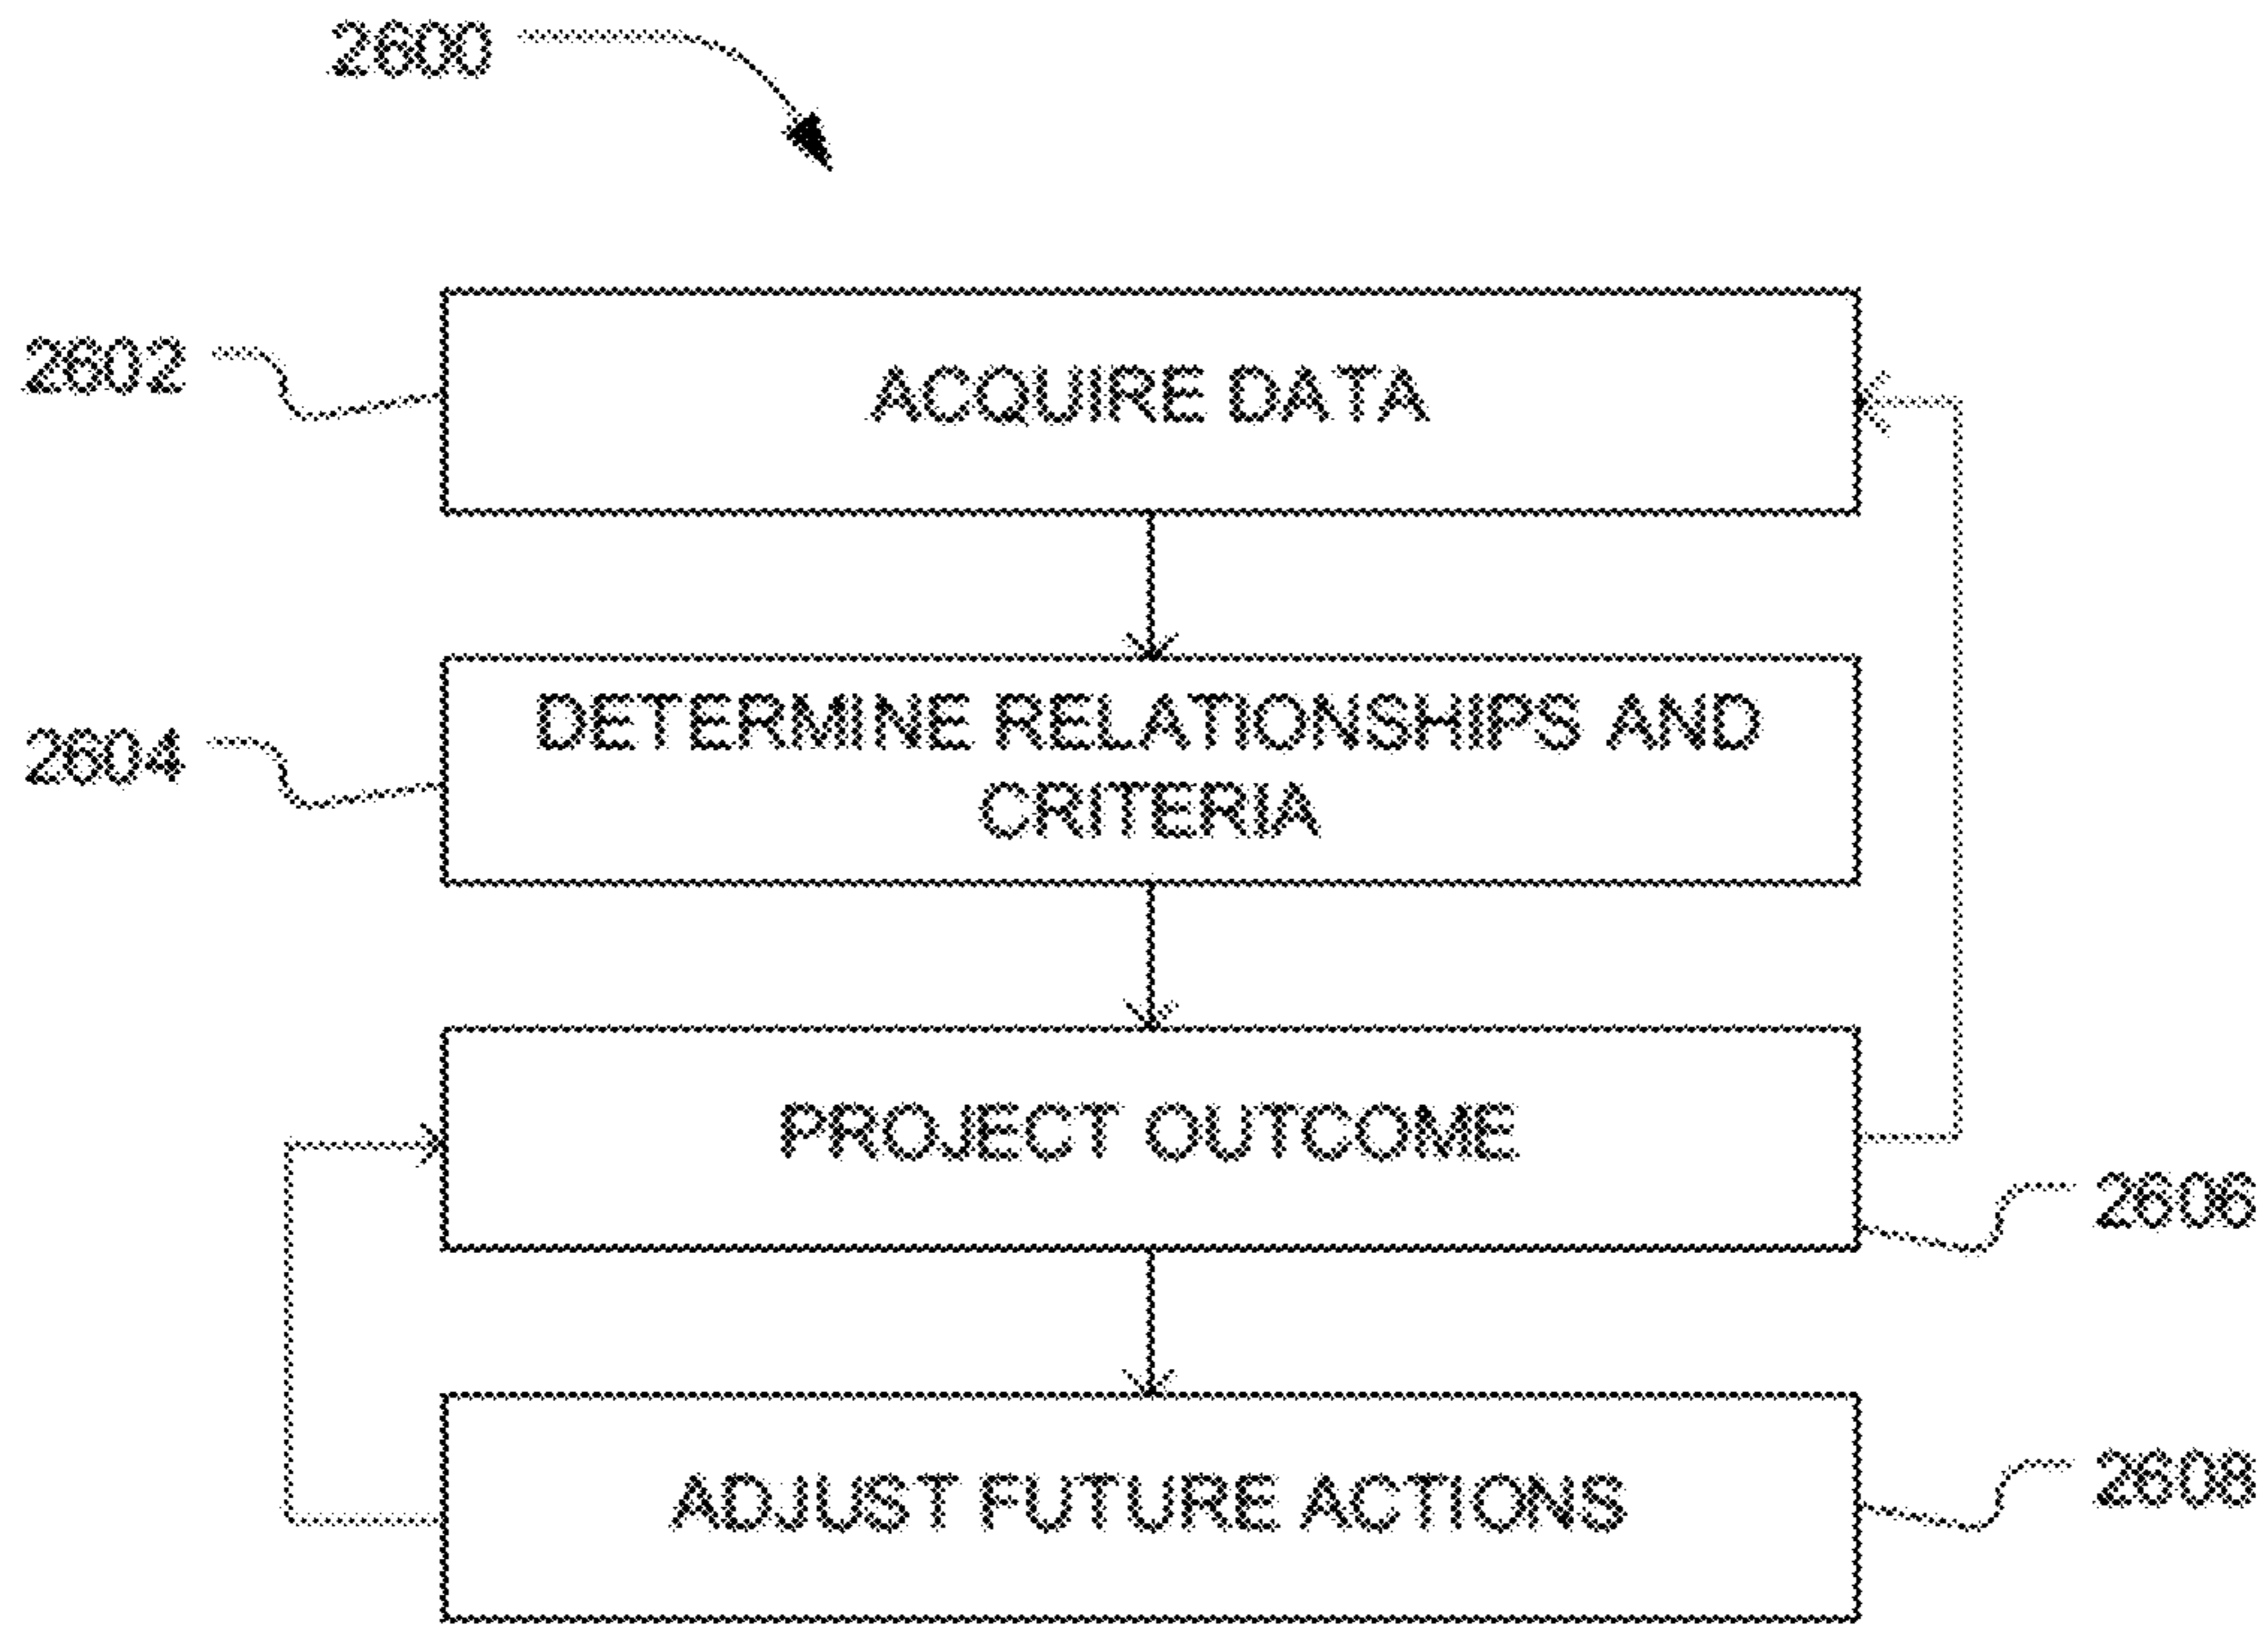 2600
2602
ACQUIRE DATA
2604
DETERMINE RELATIONSHIPS AND
CRITERIA
PROJECT OUTCOME
2606
ADJUST FUTURE ACTIONS
2608